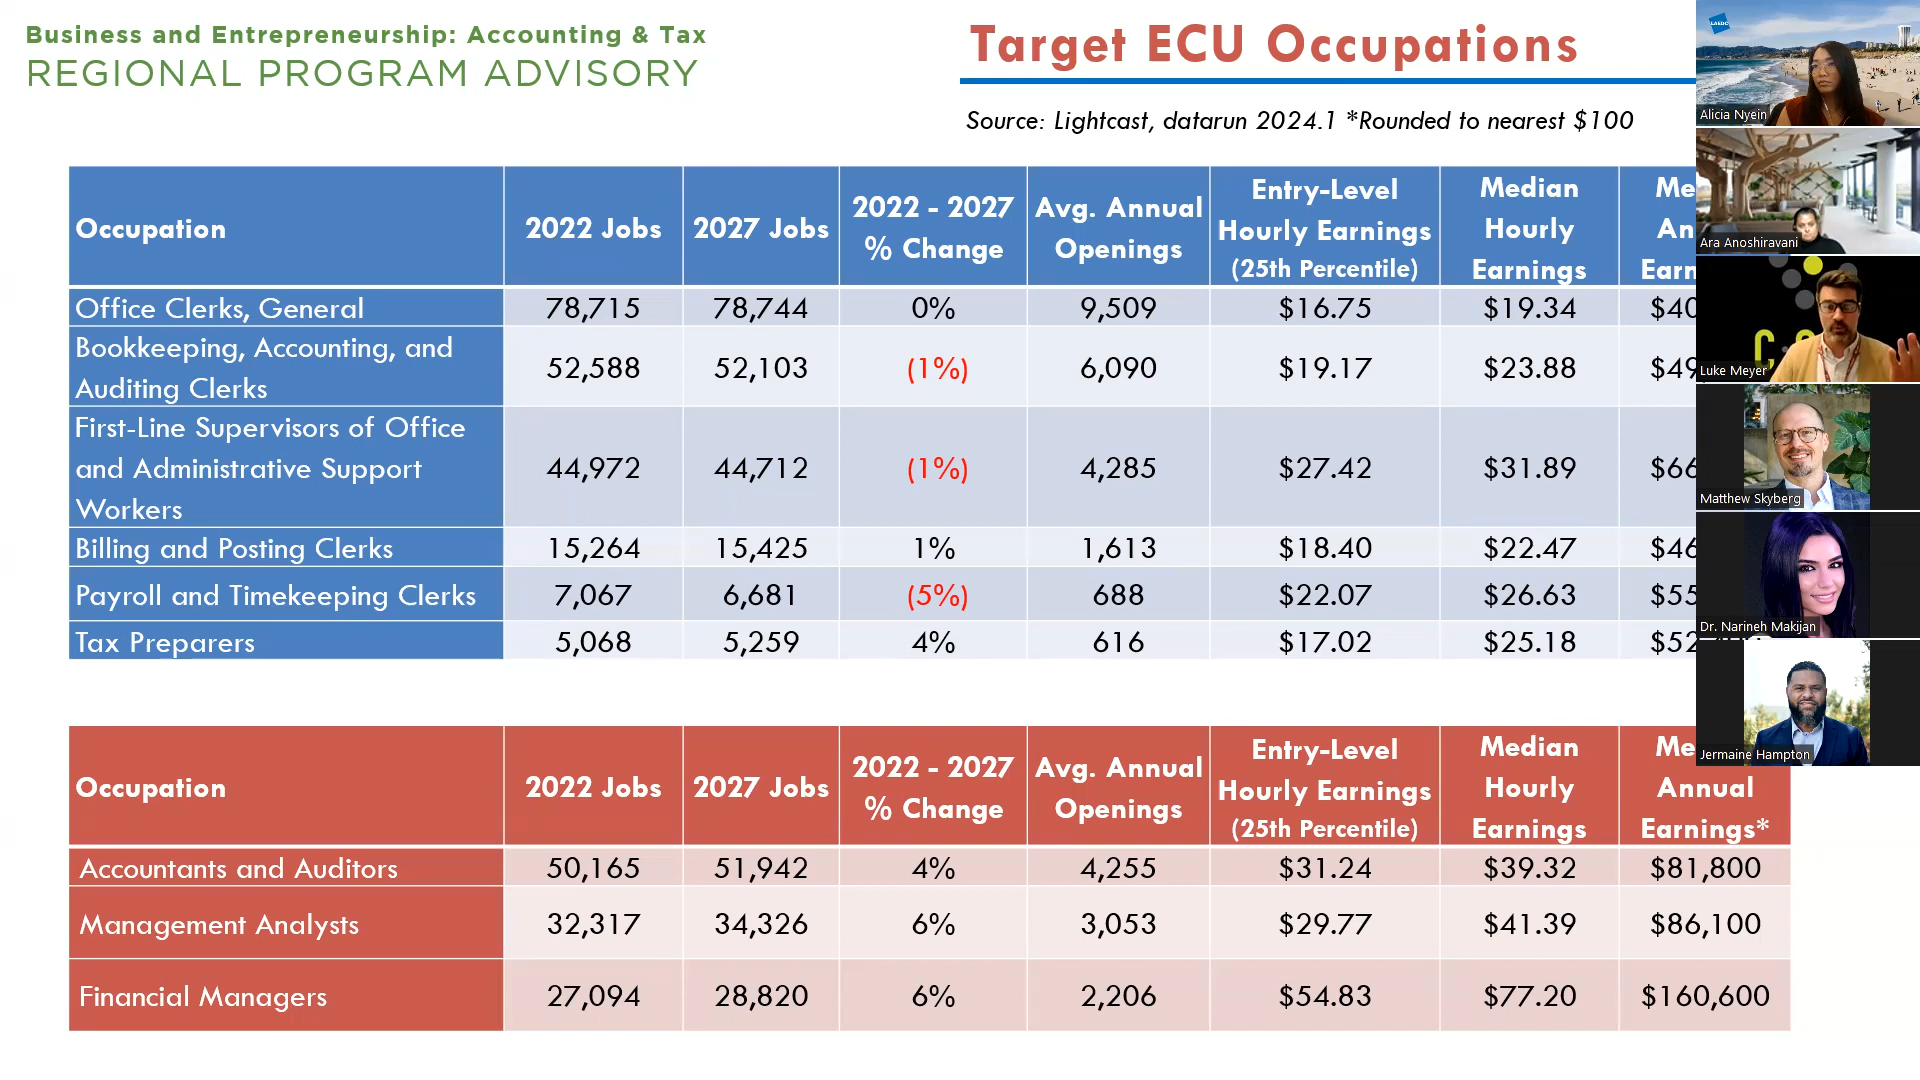 Business and Entrepreneurship: Accounting & Tax
REGIONAL PROGRAM ADVISORY
Target ECU Occupations
Source: Lightcast, datarun 2024.1 *Rounded to nearest $100
Occupation 2022 Jobs 2027 Jobs 2022 - 2027 % Change Avg. Annual Openings Entry-Level Hourly Earnings (25th Percentile) Median Hourly Earnings Me An Earn
Office Clerks, General 78,715 78,744 0% 9,509 $16.75 $19.34 $40
Bookkeeping, Accounting, and Auditing Clerks 52,588 52,103 (1%) 6,090 $19.17 $23.88 $49
First-Line Supervisors of Office and Administrative Support Workers 44,972 44,712 (1%) 4,285 $27.42 $31.89 $66
Billing and Posting Clerks 15,264 15,425 1% 1,613 $18.40 $22.47 $46
Payroll and Timekeeping Clerks 7,067 6,681 (5%) 688 $22.07 $26.63 $55
Tax Preparers 5,068 5,259 4% 616 $17.02 $25.18 $52
Occupation 2022 Jobs 2027 Jobs 2022 - 2027 % Change Avg. Annual Openings Entry-Level Hourly Earnings (25th Percentile) Median Hourly Earnings Me Annual Earnings*
Accountants and Auditors 50,165 51,942 4% 4,255 $31.24 $39.32 $81,800
Management Analysts 32,317 34,326 6% 3,053 $29.77 $41.39 $86,100
Financial Managers 27,094 28,820 6% 2,206 $54.83 $77.20 $160,600
LAEDC
Alicia Nyein
Ara Anoshiravani
Luke Meyer
Matthew Skyberg
Dr. Narineh Makijan
Jermaine Hampton